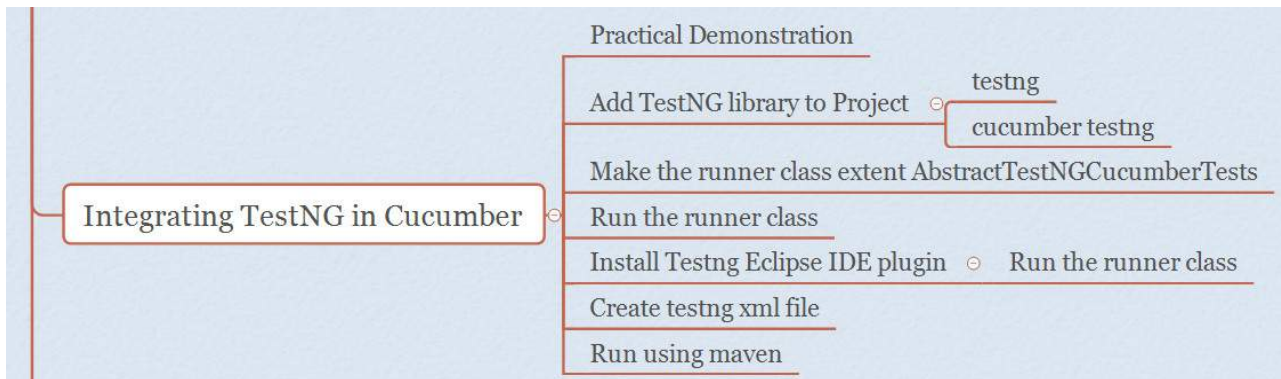 Practical Demonstration
testng
Add TestNG library to Project
cucumber testng
Make the runner class extent AbstractTestNGCucumberTests
Integrating TestNG in Cucumber
Run the runner class
Install Testng Eclipse IDE plugin
Run the runner class
Create testng xml file
Run using maven